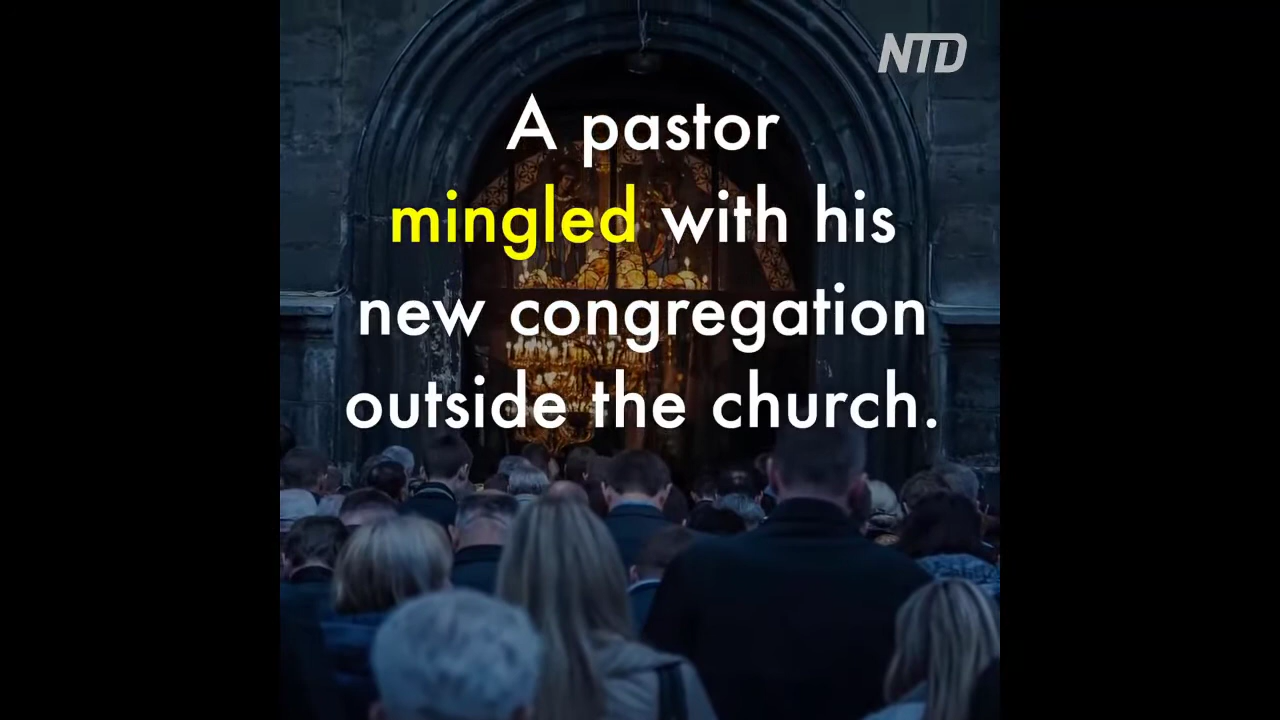 NTD
A pastor
mingled with his
new congregation
outside the church.